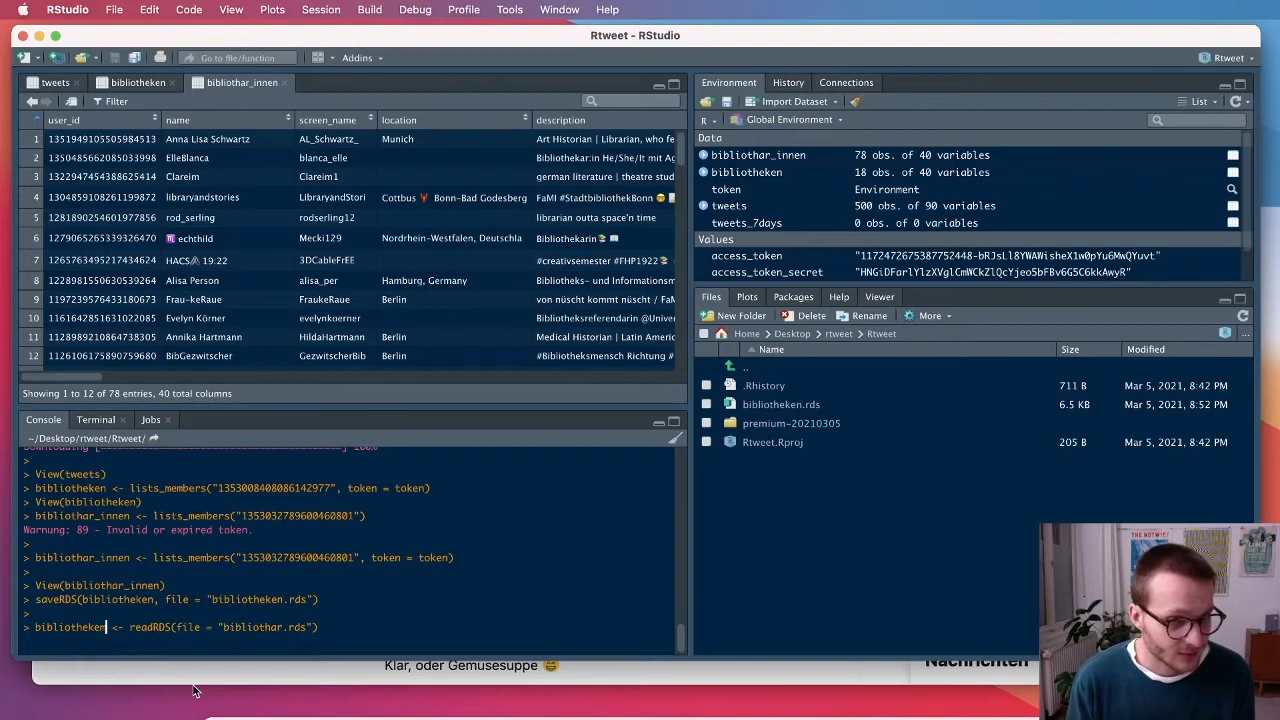 RStudio File Edit Code View Plots Session Build Debug Profile Tools Window Help
Rtweet - RStudio
Go to file/function Addins Rtweet
tweets bibliotheken bibliothar_innen
Filter
user_id name screen_name location description
1 1351949105505984513 Anna Lisa Schwartz AL_Schwartz_ Munich Art Historian | Librarian, who fe
2 1350485662085033998 ElleBlanca blanca_elle Bibliothekar:in He/She/It mit Ag
3 1322947454388625414 Clareim Clareim1 german literature | theatre stud
4 1304858961082619987​2 libraryandstories LibraryandStori Cottbus 🦞 Bonn-Bad Godesberg FaMI #StadtbibliothekBonn 🤓 📝
5 1281890254601977856 rod_serling rodserling12 librarian outta space'n time
6 1279065265339326470 ♏ echthild Mecki129 Nordrhein-Westfalen, Deutschla Bibliothekarin📚 📖
7 1265763495217434624 HACS 19:22 3DCableFrEE #creativsemester #FHP1922📚
8 1228981550630539264 Alisa Person alisa_per Hamburg, Germany Bibliotheks- und Informationsm
9 1197239296433180673 Frau-keRaue FraukeRaue Berlin von nüscht kommt nüscht / Fa
10 1161642851631022085 Evelyn Körner evelynkoerner Bibliotheksreferendarin @Univer
11 1128989210864738305 Annika Hartmann HildaHartmann Berlin Medical Historian | Latin Americ
12 1126106175890759680 BibGezwitscher GezwitscherBib Berlin #Bibliotheksmensch Richtung #
Showing 1 to 12 of 78 entries, 40 total columns
Console Terminal Jobs
~/Desktop/rtweet/Rtweet/
>
> View(tweets)
> bibliotheken <- lists_members("1353008408086142977", token = token)
> View(bibliotheken)
> bibliothar_innen <- lists_members("1353032789600460801")
Warnung: 89 - Invalid or expired token.
>
> bibliothar_innen <- lists_members("1353032789600460801", token = token)
>
> View(bibliothar_innen)
> saveRDS(bibliotheken, file = "bibliotheken.rds")
>
> bibliotheken <- readRDS(file = "bibliothar.rds")
Environment History Connections
Import Dataset List
R Global Environment
Data
bibliothar_innen 78 obs. of 40 variables
bibliotheken 18 obs. of 40 variables
token Environment
tweets 500 obs. of 90 variables
tweets_7days 0 obs. of 0 variables
Values
access_token "1172472675387752448-bRJsLl8YWAWisheX1w0pYu6MwQYuvt"
access_token_secret "HNGiDFarlYlzXVglCmWCkZlQcYjeo5bFBv6G5C6kkAwyR"
Files Plots Packages Help Viewer
New Folder Delete Rename More
Home Desktop rtweet Rtweet
Name Size Modified
..
.Rhistory 711 B Mar 5, 2021, 8:42 PM
bibliotheken.rds 6.5 KB Mar 5, 2021, 8:52 PM
premium-20210305
Rtweet.Rproj 205 B Mar 5, 2021, 8:42 PM
THE NOTWIST
Klar, oder Gemüsesuppe 😄
Nachrichten